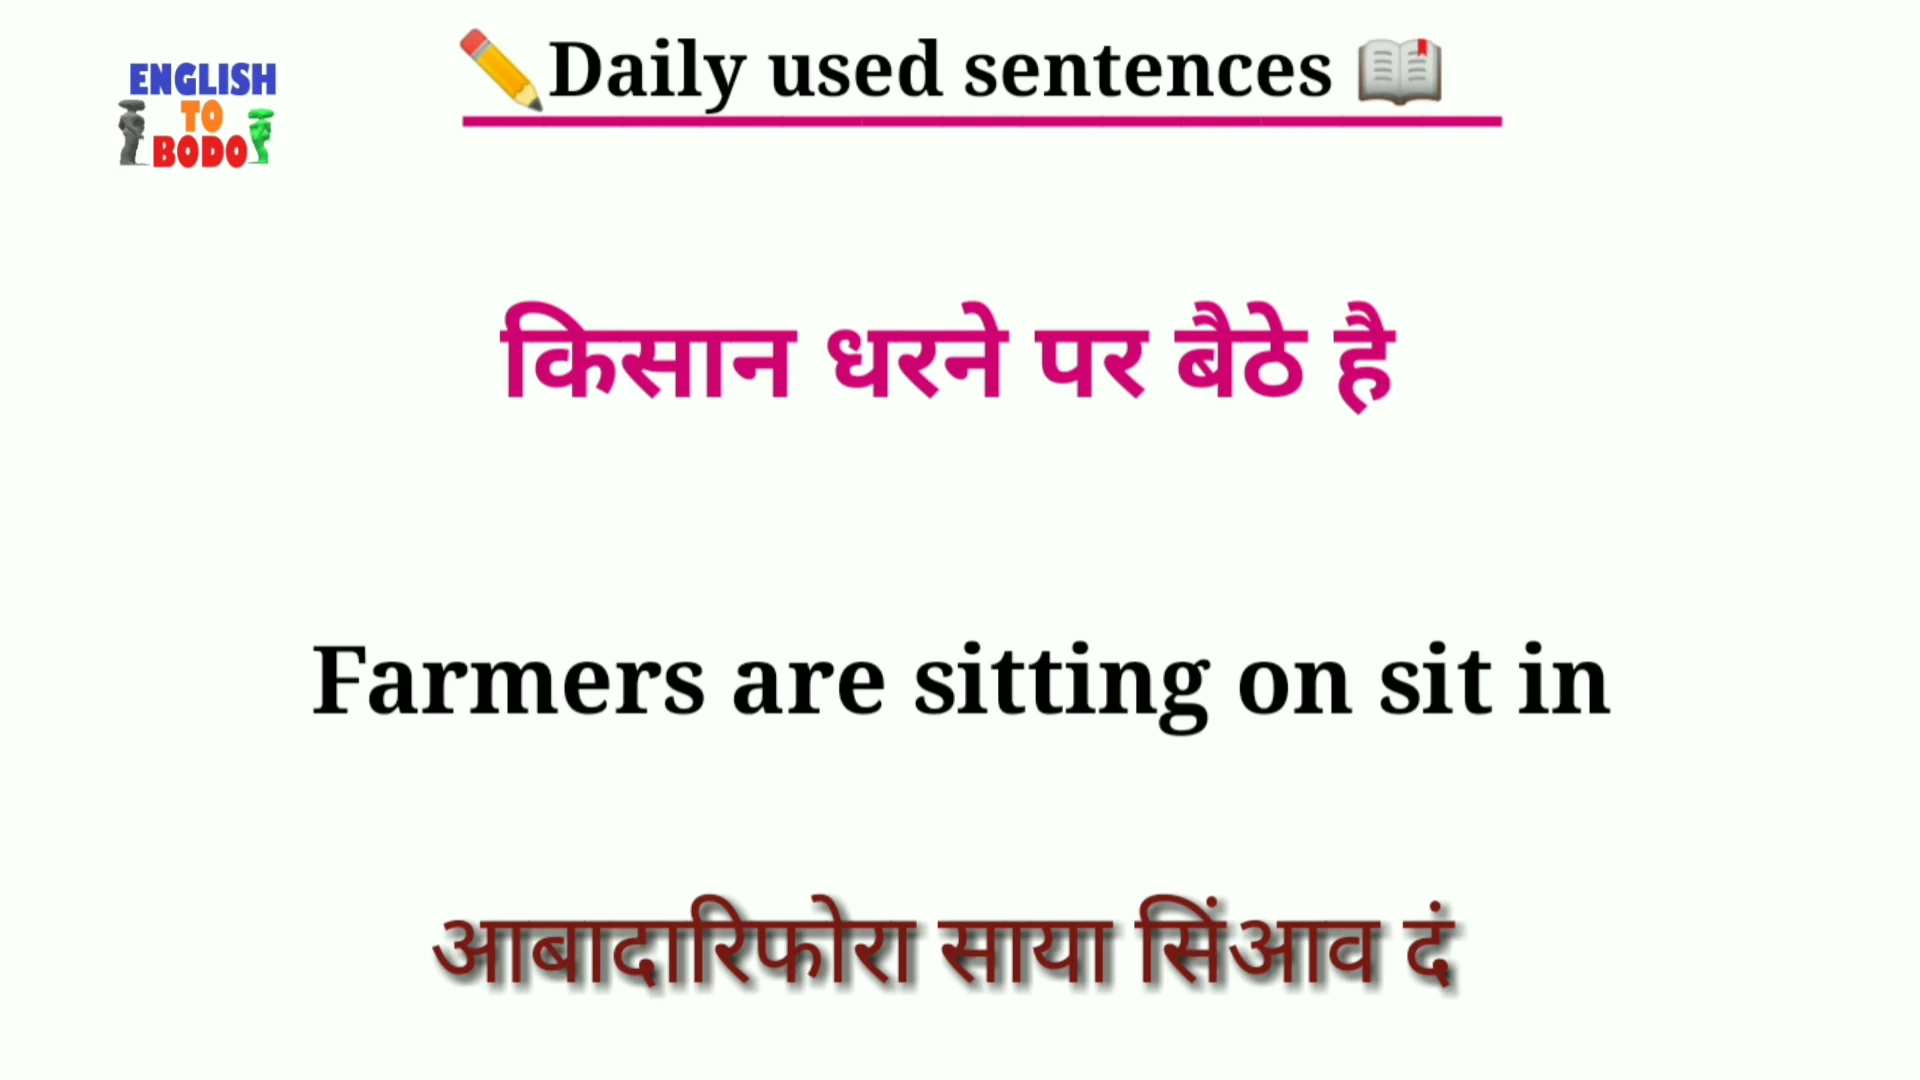 ENGLISH
TO
BODO
✏️Daily used sentences 📖
किसान धरने पर बैठे है
Farmers are sitting on sit in
आबादारिफोरा साया सिंआव दं